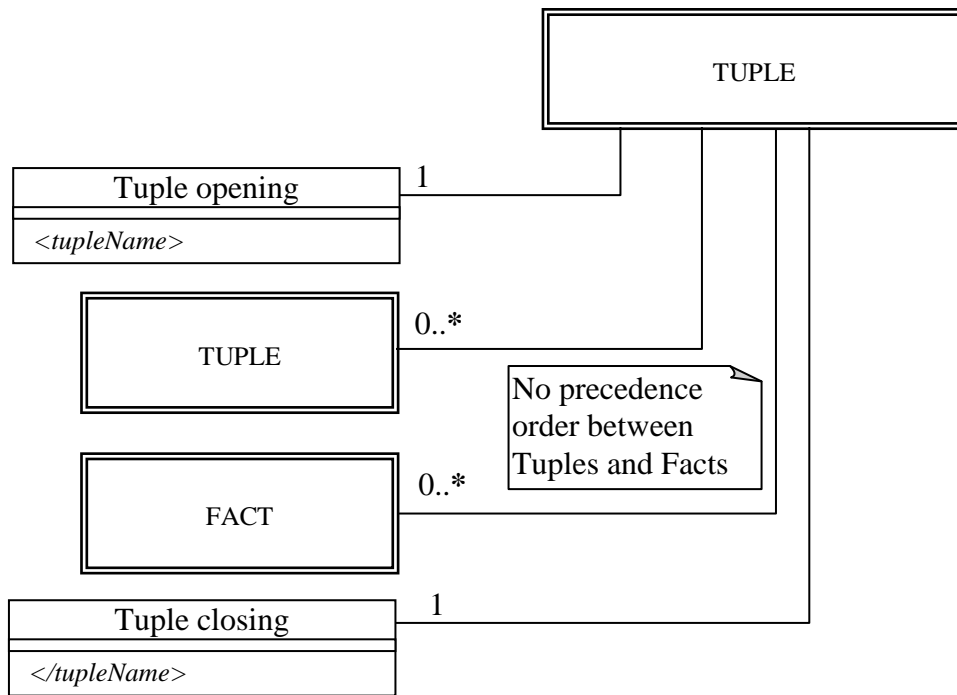 TUPLE
Tuple opening
1
<tupleName>
TUPLE
0..*
No precedence
order between
Tuples and Facts
FACT
0..*
Tuple closing
1
</tupleName>